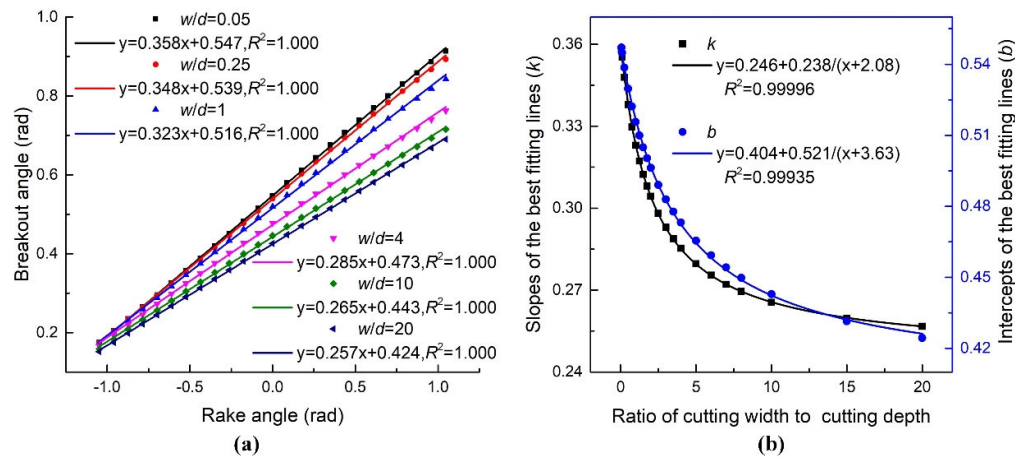 w/d=0.05
y=0.358x+0.547,R²=1.000
w/d=0.25
y=0.348x+0.539,R²=1.000
w/d=1
y=0.323x+0.516,R²=1.000
w/d=4
y=0.285x+0.473,R²=1.000
w/d=10
y=0.265x+0.443,R²=1.000
w/d=20
y=0.257x+0.424,R²=1.000
Breakout angle (rad)
1.0
0.8
0.6
0.4
0.2
-1.0 -0.5 0.0 0.5 1.0
Rake angle (rad)
(a)
Slopes of the best fitting lines (k)
0.36
0.33
0.30
0.27
0.24
k
y=0.246+0.238/(x+2.08)
R²=0.99996
b
y=0.404+0.521/(x+3.63)
R²=0.99935
0.54
0.51
0.48
0.45
0.42
Intercepts of the best fitting lines (b)
0 5 10 15 20
Ratio of cutting width to cutting depth
(b)